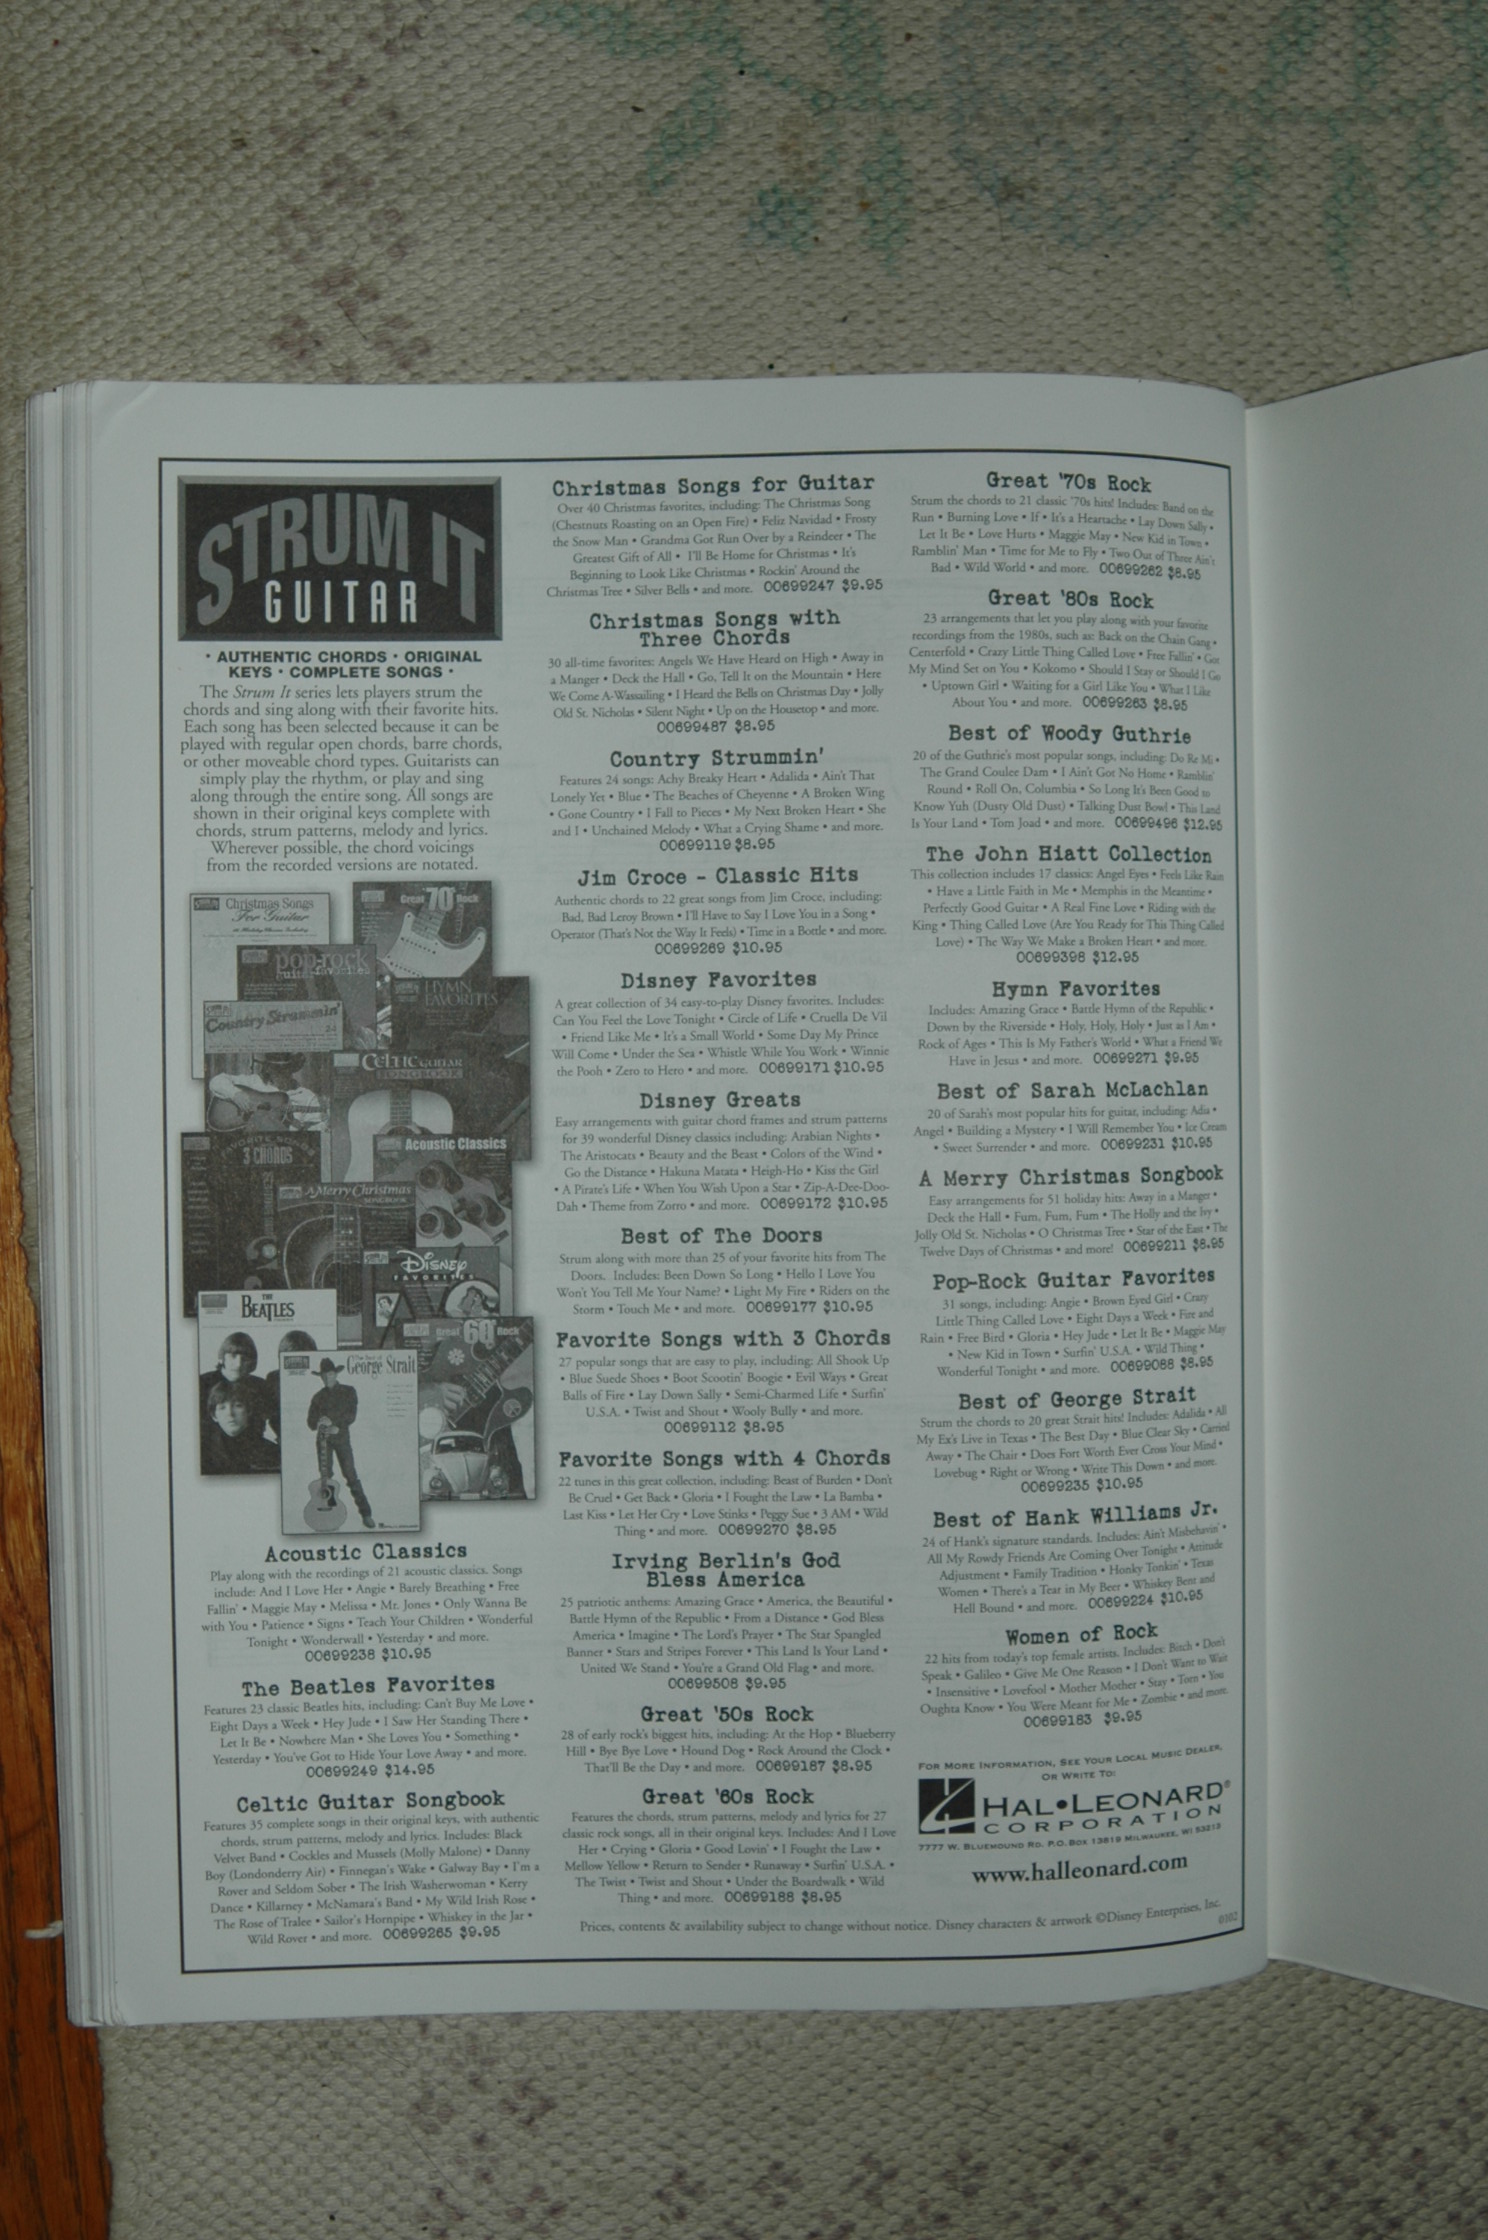 STRUM IT
GUITAR
• AUTHENTIC CHORDS • ORIGINAL
KEYS • COMPLETE SONGS •
The Strum It series lets players strum the
chords and sing along with their favorite hits.
Each song has been selected because it can be
played with regular open chords, barre chords,
or other moveable chord types. Guitarists can
simply play the rhythm, or play and sing
along through the entire song. All songs are
shown in their original keys complete with
chords, strum patterns, melody and lyrics.
Wherever possible, the chord voicings
from the recorded versions are notated.
Christmas Songs
For Guitar
Great '70s Rock
pop-rock
guitar favorites
HYMN
FAVORITES
Country Strummin'
CELTIC GUITAR
SONGBOOK
FAVORITE SONGS
3 CHORDS
Acoustic Classics
A Merry Christmas
SONGBOOK
DISNEY
FAVORITES
THE
BEATLES
Great '60s Rock
George Strait
Acoustic Classics
Play along with the recordings of 21 acoustic classics. Songs
include: And I Love Her • Angie • Barely Breathing • Free
Fallin' • Maggie May • Melissa • Mr. Jones • Only Wanna Be
with You • Patience • Signs • Teach Your Children • Wonderful
Tonight • Wonderwall • Yesterday • and more.
00699238 $10.95
The Beatles Favorites
Features 23 classic Beatles hits, including: Can't Buy Me Love •
Eight Days a Week • Hey Jude • I Saw Her Standing There •
Let It Be • Nowhere Man • She Loves You • Something •
Yesterday • You've Got to Hide Your Love Away • and more.
00699249 $14.95
Celtic Guitar Songbook
Features 35 complete songs in their original keys, with authentic
chords, strum patterns, melody and lyrics. Includes: Black
Velvet Band • Cockles and Mussels (Molly Malone) • Danny
Boy (Londonderry Air) • Finnegan's Wake • Galway Bay • I'm a
Rover and Seldom Sober • The Irish Washerwoman • Kerry
Dance • Killarney • McNamara's Band • My Wild Irish Rose •
The Rose of Tralee • Sailor's Hornpipe • Whiskey in the Jar •
Wild Rover • and more. 00699265 $9.95
Christmas Songs for Guitar
Over 40 Christmas favorites, including: The Christmas Song
(Chestnuts Roasting on an Open Fire) • Feliz Navidad • Frosty
the Snow Man • Grandma Got Run Over by a Reindeer • The
Greatest Gift of All • I'll Be Home for Christmas • It's
Beginning to Look Like Christmas • Rockin' Around the
Christmas Tree • Silver Bells • and more. 00699247 $9.95
Christmas Songs with
Three Chords
30 all-time favorites: Angels We Have Heard on High • Away in
a Manger • Deck the Hall • Go, Tell It on the Mountain • Here
We Come A-Wassailing • I Heard the Bells on Christmas Day • Jolly
Old St. Nicholas • Silent Night • Up on the Housetop • and more.
00699487 $8.95
Country Strummin'
Features 24 songs: Achy Breaky Heart • Adalida • Ain't That
Lonely Yet • Blue • The Beaches of Cheyenne • A Broken Wing
• Gone Country • I Fall to Pieces • My Next Broken Heart • She
and I • Unchained Melody • What a Crying Shame • and more.
00699119 $8.95
Jim Croce - Classic Hits
Authentic chords to 22 great songs from Jim Croce, including:
Bad, Bad Leroy Brown • I'll Have to Say I Love You in a Song •
Operator (That's Not the Way It Feels) • Time in a Bottle • and more.
00699269 $10.95
Disney Favorites
A great collection of 34 easy-to-play Disney favorites. Includes:
Can You Feel the Love Tonight • Circle of Life • Cruella De Vil
• Friend Like Me • It's a Small World • Some Day My Prince
Will Come • Under the Sea • Whistle While You Work • Winnie
the Pooh • Zero to Hero • and more. 00699171 $10.95
Disney Greats
Easy arrangements with guitar chord frames and strum patterns
for 39 wonderful Disney classics including: Arabian Nights •
The Aristocats • Beauty and the Beast • Colors of the Wind •
Go the Distance • Hakuna Matata • Heigh-Ho • Kiss the Girl
• A Pirate's Life • When You Wish Upon a Star • Zip-A-Dee-Doo-
Dah • Theme from Zorro • and more. 00699172 $10.95
Best of The Doors
Strum along with more than 25 of your favorite hits from The
Doors. Includes: Been Down So Long • Hello I Love You
Won't You Tell Me Your Name? • Light My Fire • Riders on the
Storm • Touch Me • and more. 00699177 $10.95
Favorite Songs with 3 Chords
27 popular songs that are easy to play, including: All Shook Up
• Blue Suede Shoes • Boot Scootin' Boogie • Evil Ways • Great
Balls of Fire • Lay Down Sally • Semi-Charmed Life • Surfin'
U.S.A. • Twist and Shout • Wooly Bully • and more.
00699112 $8.95
Favorite Songs with 4 Chords
22 tunes in this great collection, including: Beast of Burden • Don't
Be Cruel • Get Back • Gloria • I Fought the Law • La Bamba •
Last Kiss • Let Her Cry • Love Stinks • Peggy Sue • 3 AM • Wild
Thing • and more. 00699270 $8.95
Irving Berlin's God
Bless America
25 patriotic anthems: Amazing Grace • America, the Beautiful •
Battle Hymn of the Republic • From a Distance • God Bless
America • Imagine • The Lord's Prayer • The Star Spangled
Banner • Stars and Stripes Forever • This Land Is Your Land •
United We Stand • You're a Grand Old Flag • and more.
00699508 $9.95
Great '50s Rock
28 of early rock's biggest hits, including: At the Hop • Blueberry
Hill • Bye Bye Love • Hound Dog • Rock Around the Clock •
That'll Be the Day • and more. 00699187 $8.95
Great '60s Rock
Features the chords, strum patterns, melody and lyrics for 27
classic rock songs, all in their original keys. Includes: And I Love
Her • Crying • Gloria • Good Lovin' • I Fought the Law •
Mellow Yellow • Return to Sender • Runaway • Surfin' U.S.A. •
The Twist • Twist and Shout • Under the Boardwalk • Wild
Thing • and more. 00699188 $8.95
Great '70s Rock
Strum the chords to 21 classic '70s hits! Includes: Band on the
Run • Burning Love • If • It's a Heartache • Lay Down Sally •
Let It Be • Love Hurts • Maggie May • New Kid in Town •
Ramblin' Man • Time for Me to Fly • Two Out of Three Ain't
Bad • Wild World • and more. 00699262 $8.95
Great '80s Rock
23 arrangements that let you play along with your favorite
recordings from the 1980s, such as: Back on the Chain Gang •
Centerfold • Crazy Little Thing Called Love • Free Fallin' • Got
My Mind Set on You • Kokomo • Should I Stay or Should I Go
• Uptown Girl • Waiting for a Girl Like You • What I Like
About You • and more. 00699263 $8.95
Best of Woody Guthrie
20 of the Guthrie's most popular songs, including: Do Re Mi •
The Grand Coulee Dam • I Ain't Got No Home • Ramblin'
Round • Roll On, Columbia • So Long It's Been Good to
Know Yuh (Dusty Old Dust) • Talking Dust Bowl • This Land
Is Your Land • Tom Joad • and more. 00699496 $12.95
The John Hiatt Collection
This collection includes 17 classics: Angel Eyes • Feels Like Rain
• Have a Little Faith in Me • Memphis in the Meantime •
Perfectly Good Guitar • A Real Fine Love • Riding with the
King • Thing Called Love (Are You Ready for This Thing Called
Love) • The Way We Make a Broken Heart • and more.
00699398 $12.95
Hymn Favorites
Includes: Amazing Grace • Battle Hymn of the Republic •
Down by the Riverside • Holy, Holy, Holy • Just as I Am •
Rock of Ages • This Is My Father's World • What a Friend We
Have in Jesus • and more. 00699271 $9.95
Best of Sarah McLachlan
20 of Sarah's most popular hits for guitar, including: Adia •
Angel • Building a Mystery • I Will Remember You • Ice Cream
• Sweet Surrender • and more. 00699231 $10.95
A Merry Christmas Songbook
Easy arrangements for 51 holiday hits: Away in a Manger •
Deck the Hall • Fum, Fum, Fum • The Holly and the Ivy •
Jolly Old St. Nicholas • O Christmas Tree • Star of the East • The
Twelve Days of Christmas • and more! 00699211 $8.95
Pop-Rock Guitar Favorites
31 songs, including: Angie • Brown Eyed Girl • Crazy
Little Thing Called Love • Eight Days a Week • Fire and
Rain • Free Bird • Gloria • Hey Jude • Let It Be • Maggie May
• New Kid in Town • Surfin' U.S.A. • Wild Thing •
Wonderful Tonight • and more. 00699088 $8.95
Best of George Strait
Strum the chords to 20 great Strait hits! Includes: Adalida • All
My Ex's Live in Texas • The Best Day • Blue Clear Sky • Carried
Away • The Chair • Does Fort Worth Ever Cross Your Mind •
Lovebug • Right or Wrong • Write This Down • and more.
00699235 $10.95
Best of Hank Williams Jr.
24 of Hank's signature standards. Includes: Ain't Misbehavin' •
All My Rowdy Friends Are Coming Over Tonight • Attitude
Adjustment • Family Tradition • Honky Tonkin' • Texas
Women • There's a Tear in My Beer • Whiskey Bent and
Hell Bound • and more. 00699224 $10.95
Women of Rock
22 hits from today's top female artists. Includes: Bitch • Don't
Speak • Galileo • Give Me One Reason • I Don't Want to Wait
• Insensitive • Lovefool • Mother Mother • Stay • Torn • You
Oughta Know • You Were Meant for Me • Zombie • and more.
00699183 $9.95
FOR MORE INFORMATION, SEE YOUR LOCAL MUSIC DEALER,
OR WRITE TO:
HAL•LEONARD®
CORPORATION
7777 W. BLUEMOUND RD. P.O. BOX 13819 MILWAUKEE, WI 53213
www.halleonard.com
Prices, contents & availability subject to change without notice. Disney characters & artwork ©Disney Enterprises, Inc.
0102